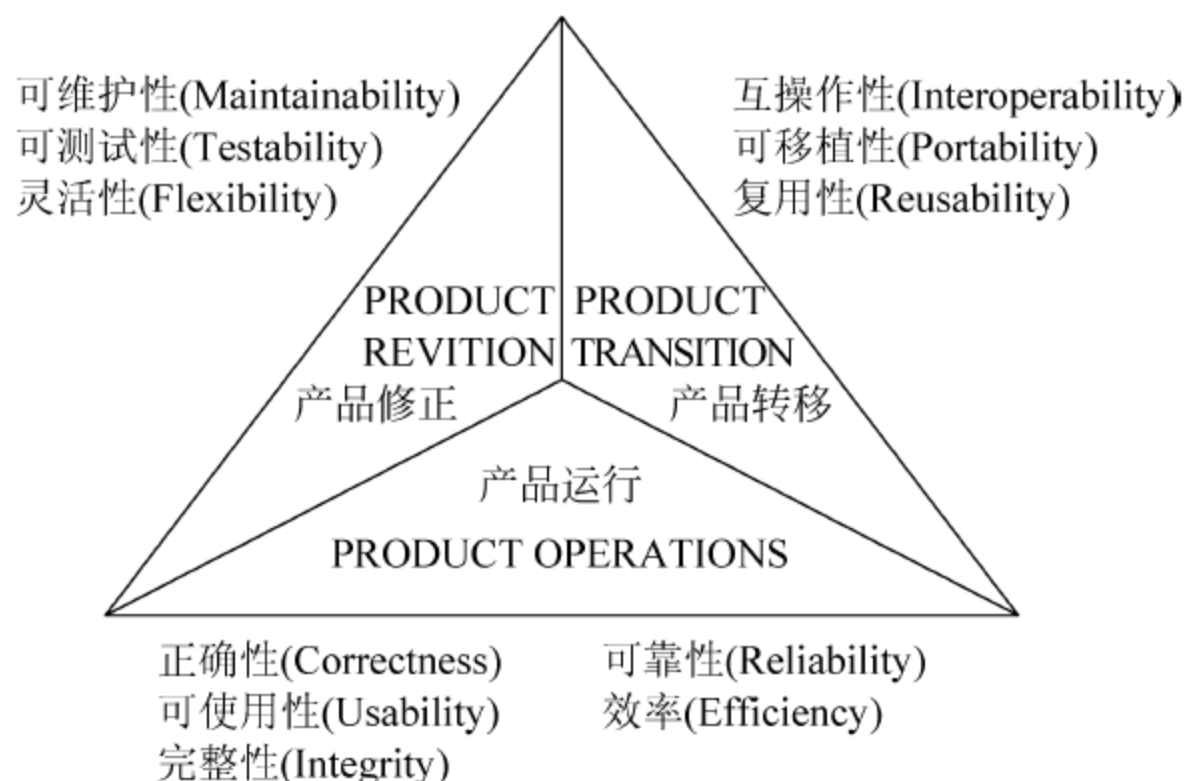 可维护性(Maintainability)
可测试性(Testability)
灵活性(Flexibility)
互操作性(Interoperability)
可移植性(Portability)
复用性(Reusability)
PRODUCT
REVITION
产品修正
PRODUCT
TRANSITION
产品转移
产品运行
PRODUCT OPERATIONS
正确性(Correctness)
可使用性(Usability)
完整性(Integrity)
可靠性(Reliability)
效率(Efficiency)